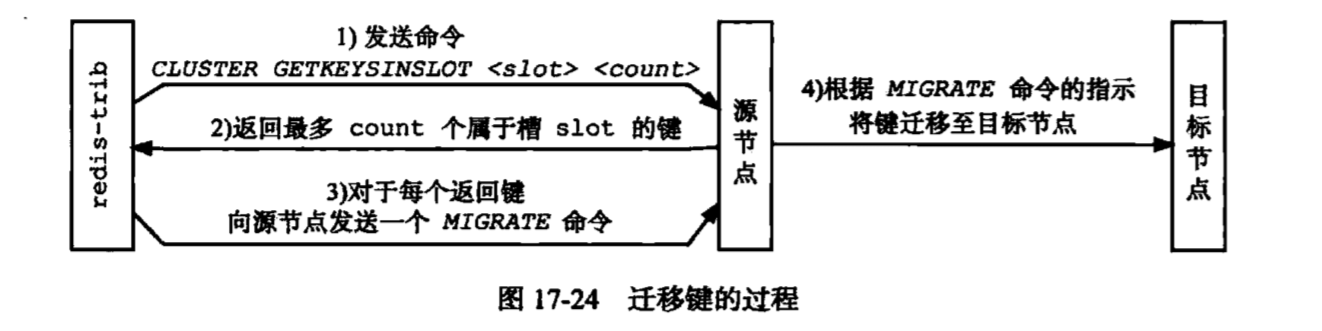 redis-trib
1) 发送命令
CLUSTER GETKEYSINSLOT <slot> <count>
2)返回最多 count 个属于槽 slot 的键
3)对于每个返回键
向源节点发送一个 MIGRATE 命令
源节点
4)根据 MIGRATE 命令的指示
将键迁移至目标节点
目标节点
图 17-24 迁移键的过程